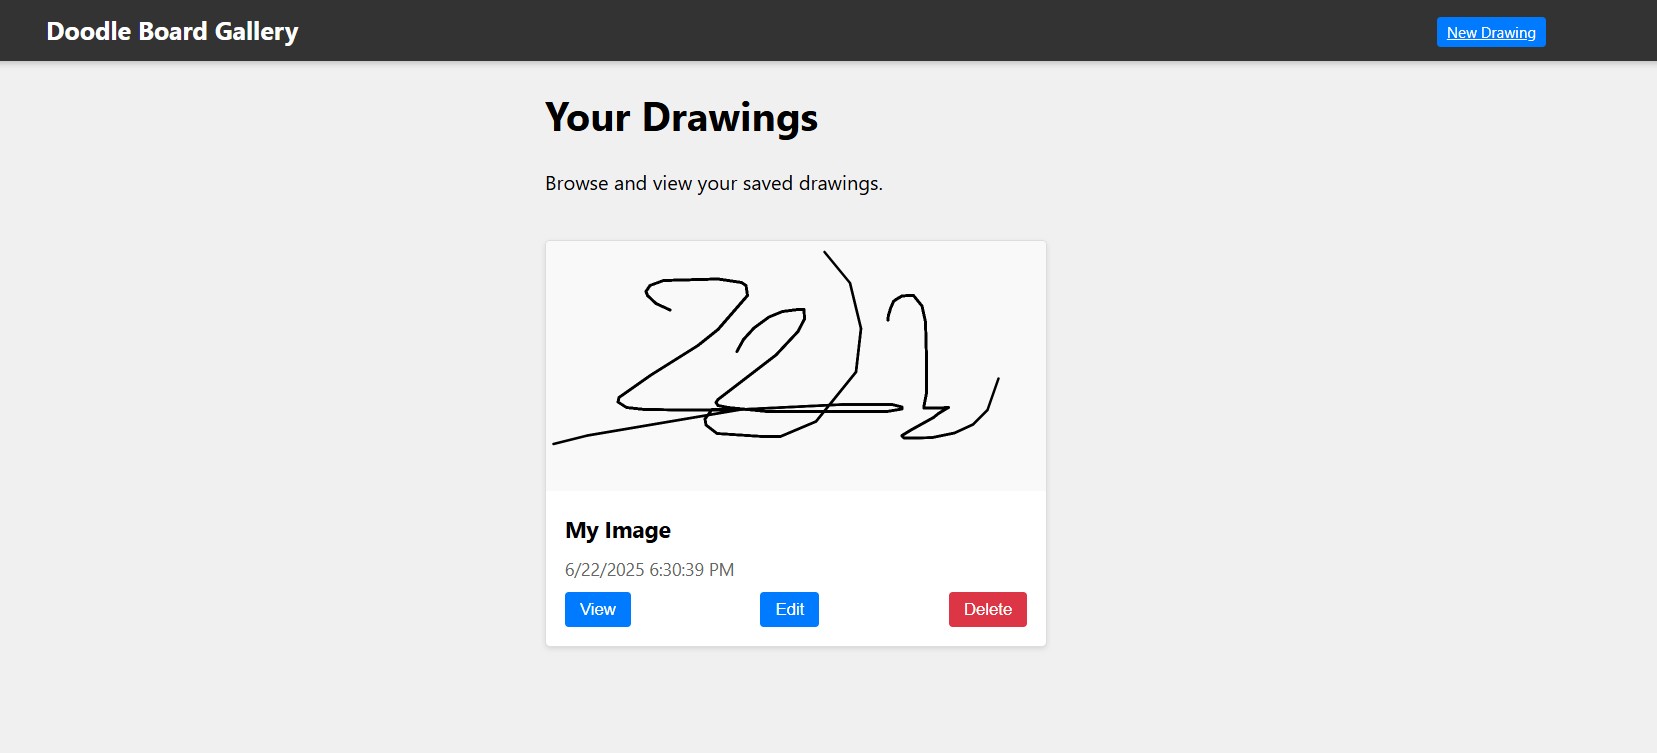 Doodle Board Gallery
New Drawing
Your Drawings
Browse and view your saved drawings.
My Image
6/22/2025 6:30:39 PM
View
Edit
Delete